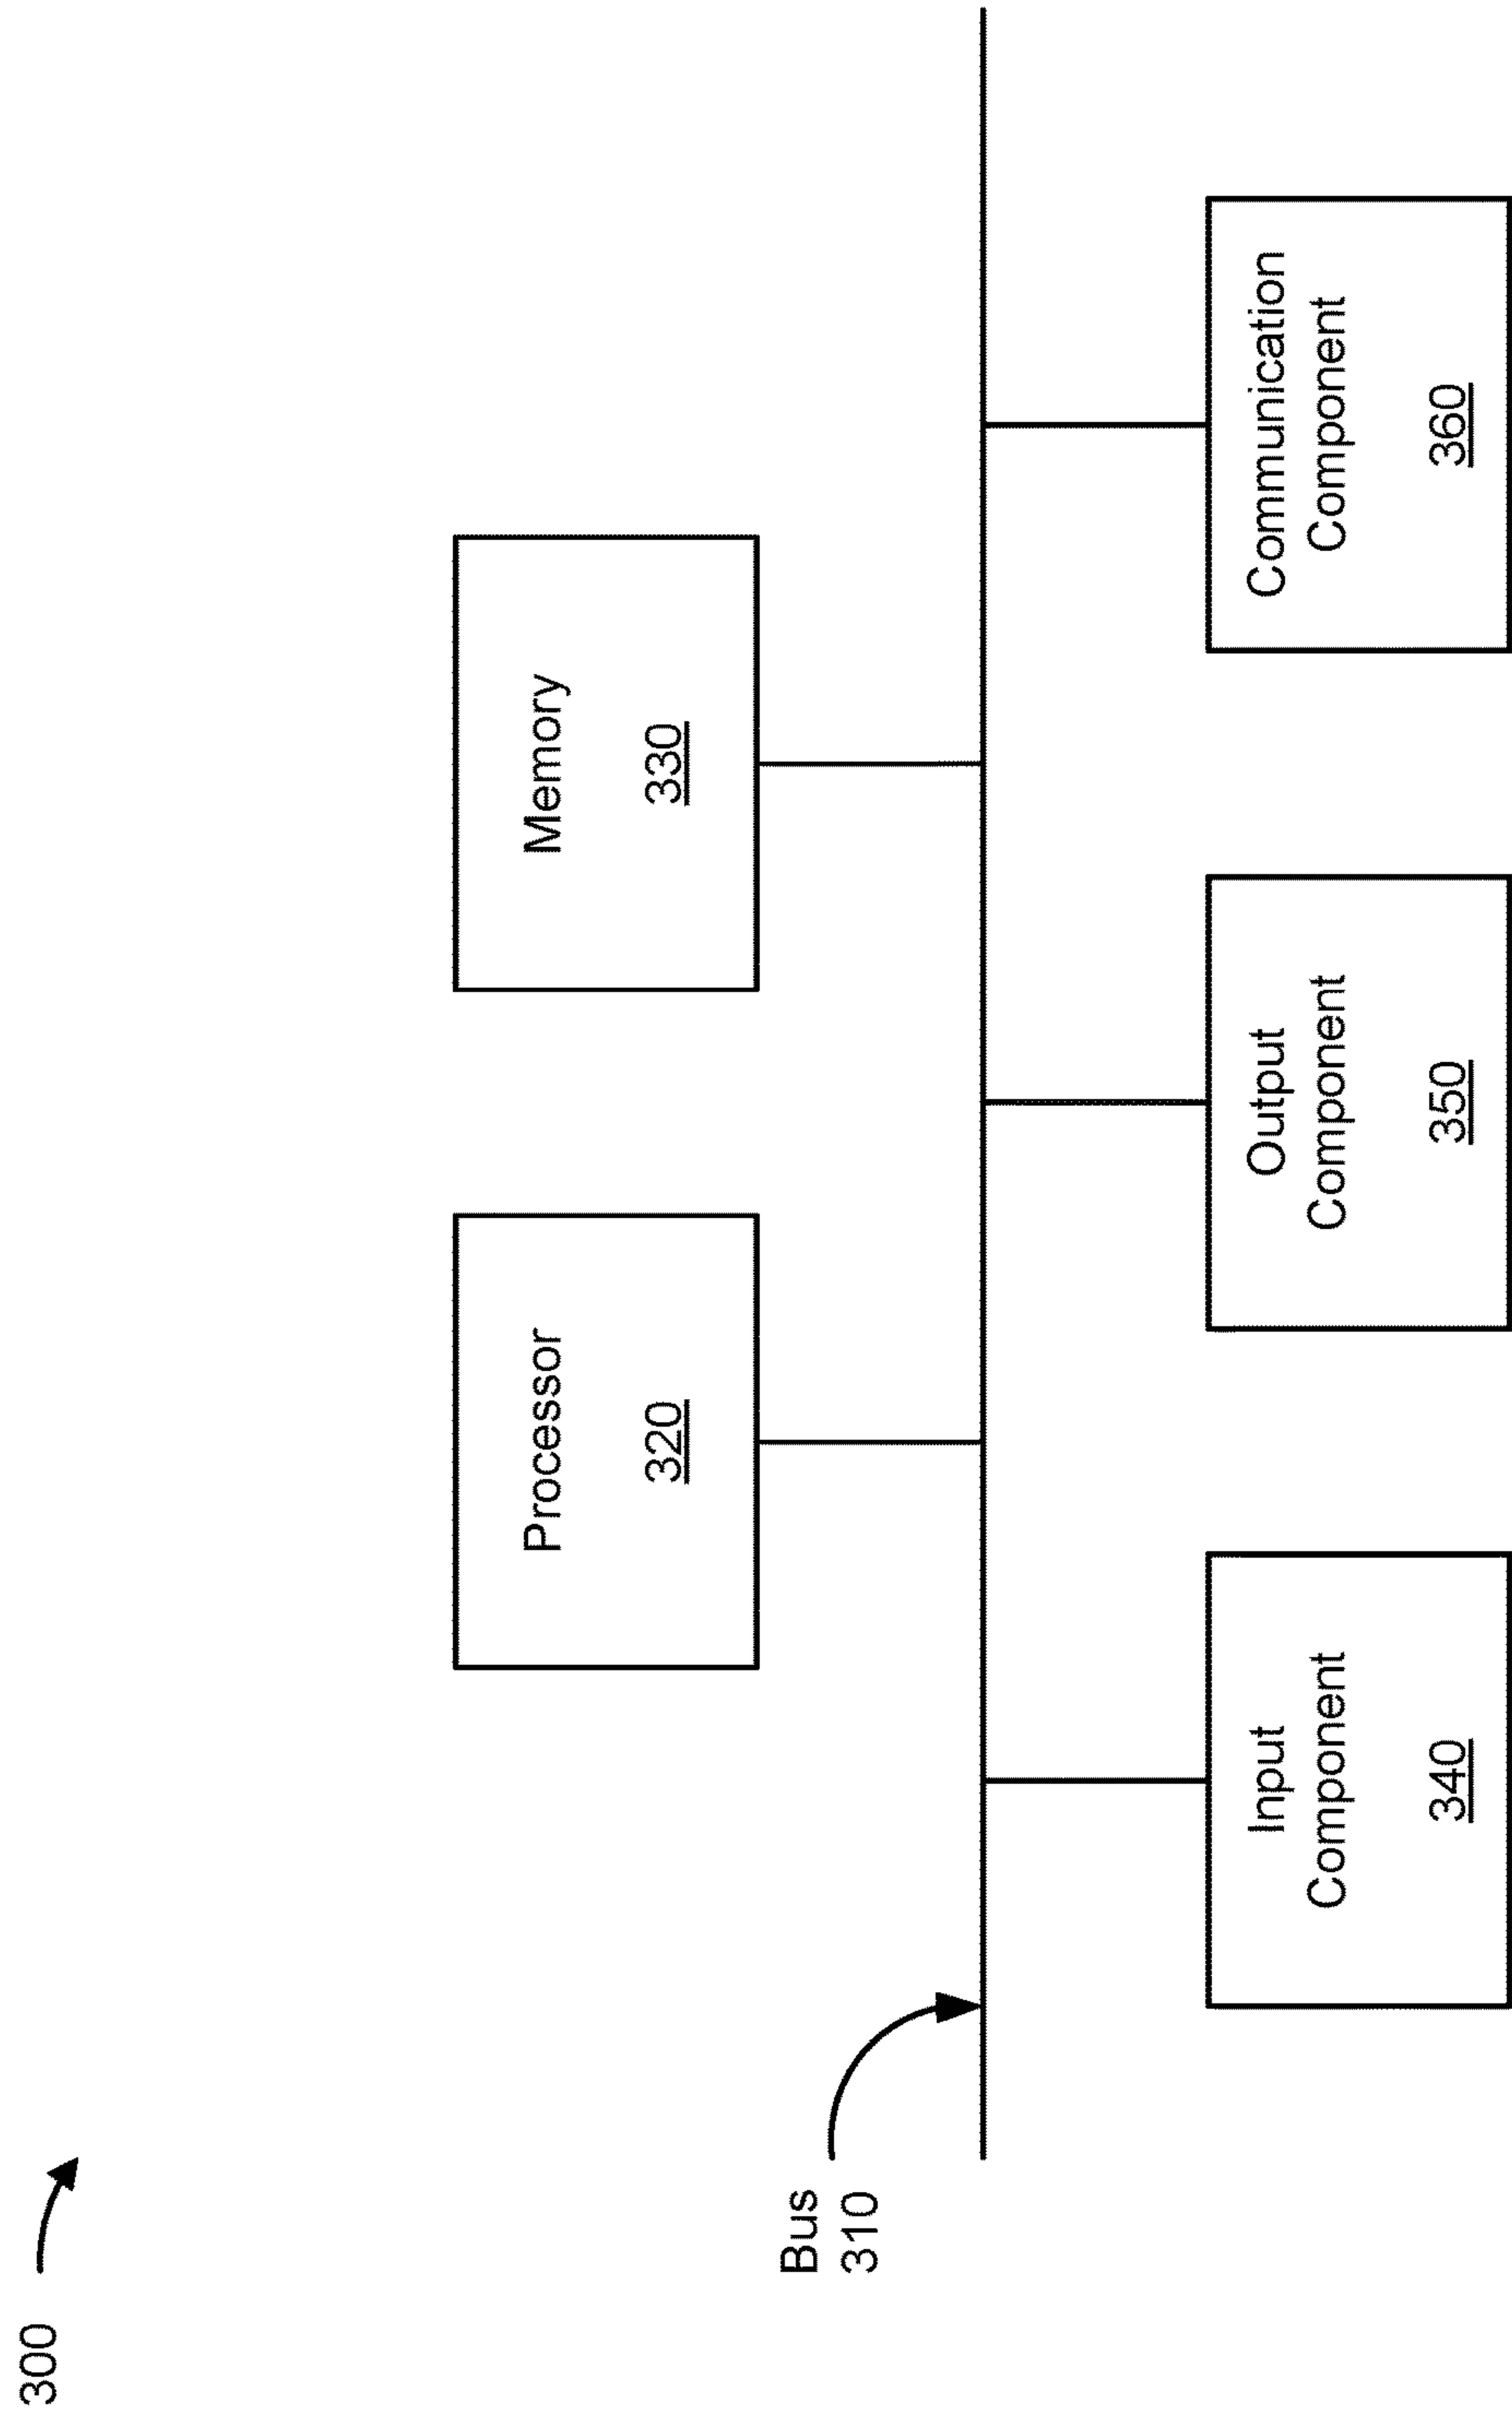 300
Bus
310
Processor
320
Memory
330
Input
Component
340
Output
Component
350
Communication
Component
360